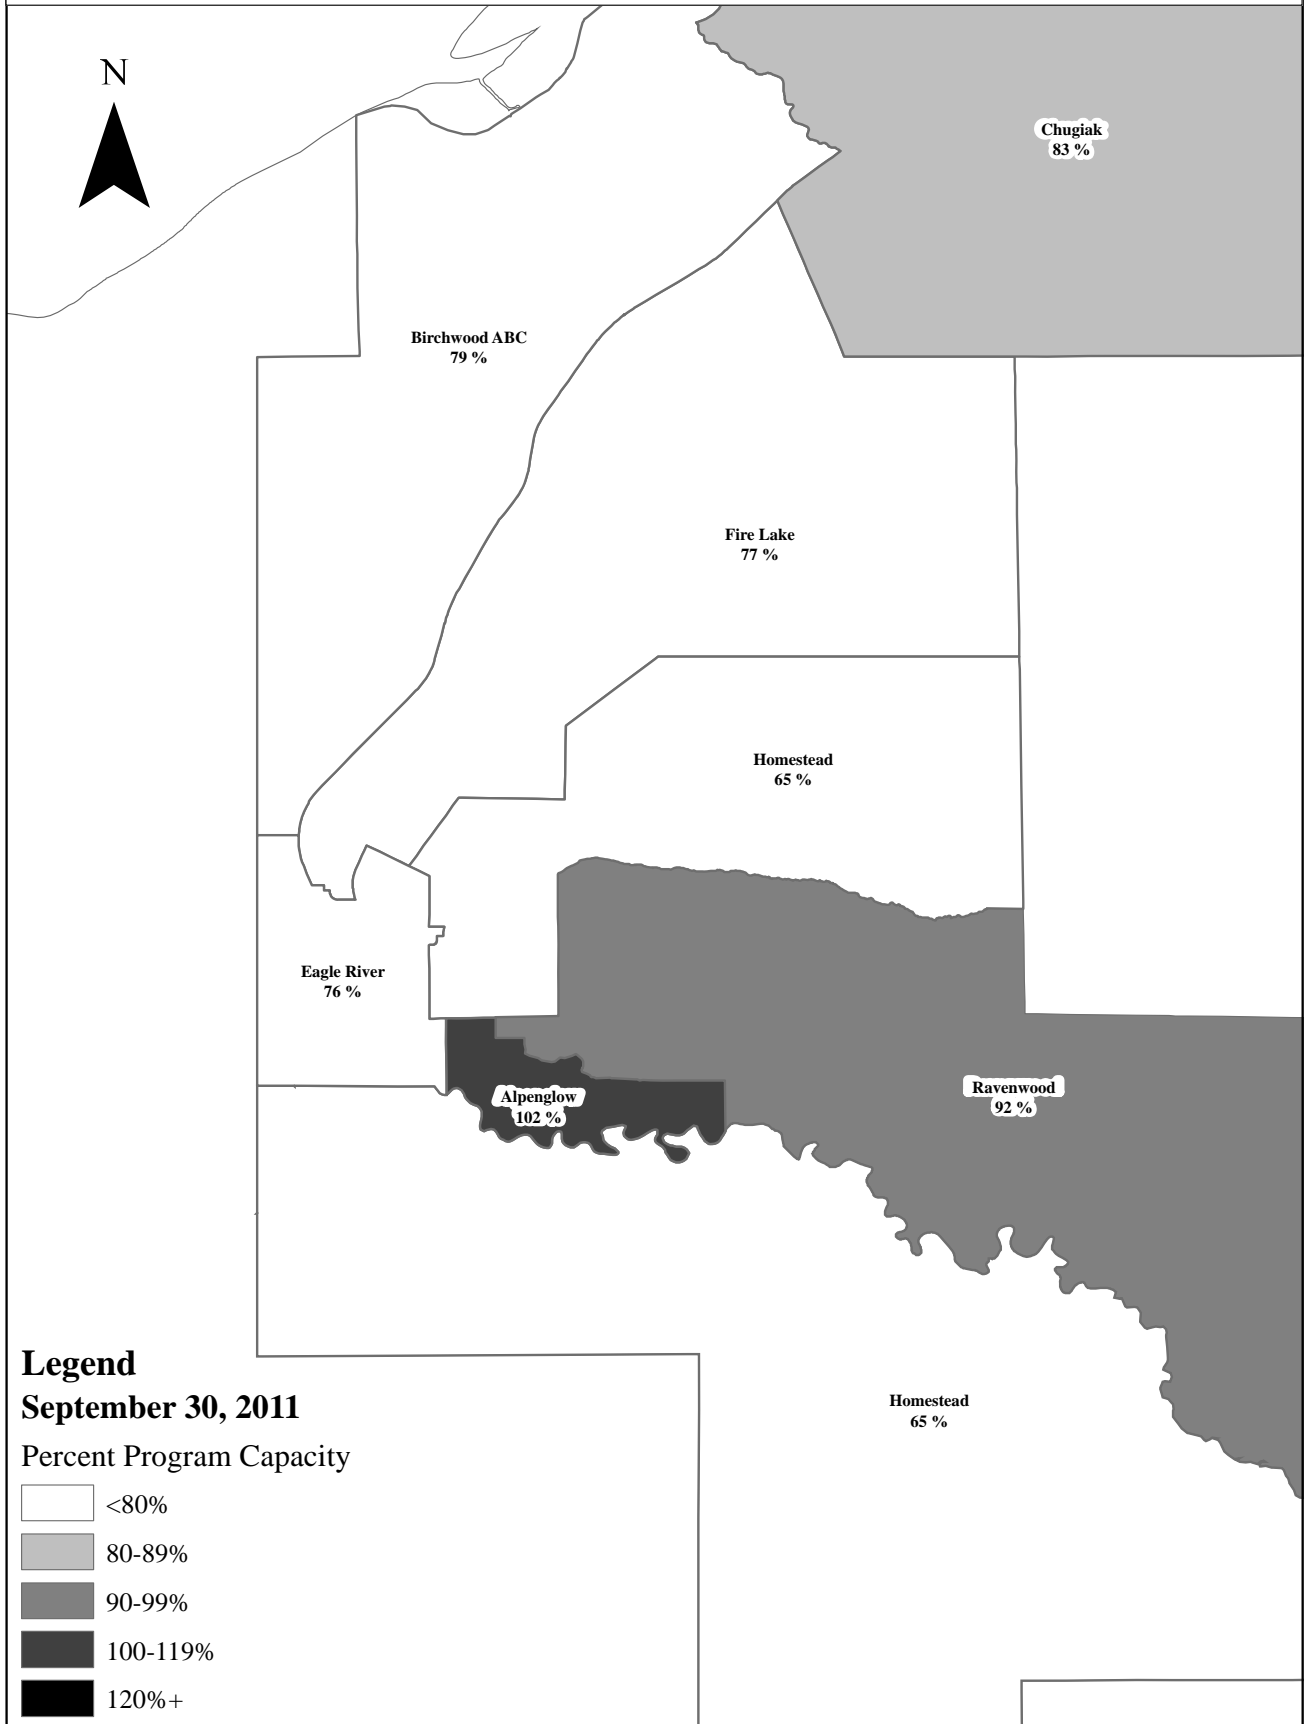 N
Chugiak
83 %
Birchwood ABC
79 %
Fire Lake
77 %
Homestead
65 %
Eagle River
76 %
Alpenglow
102 %
Ravenwood
92 %
Homestead
65 %
Legend
September 30, 2011
Percent Program Capacity
<80%
80-89%
90-99%
100-119%
120%+